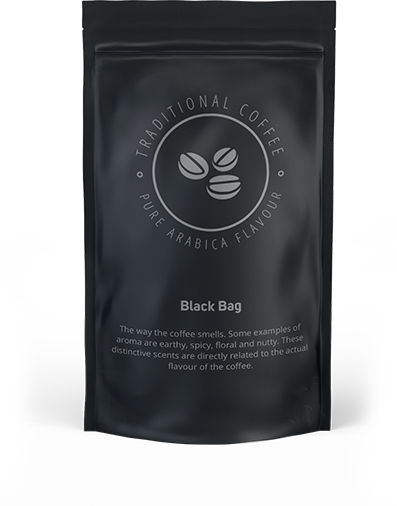 TRADITIONAL COFFEE
PURE ARABICA FLAVOUR
Black Bag
The way the coffee smells. Some examples of
aroma are earthy, spicy, floral and nutty. These
distinctive scents are directly related to the actual
flavour of the coffee.